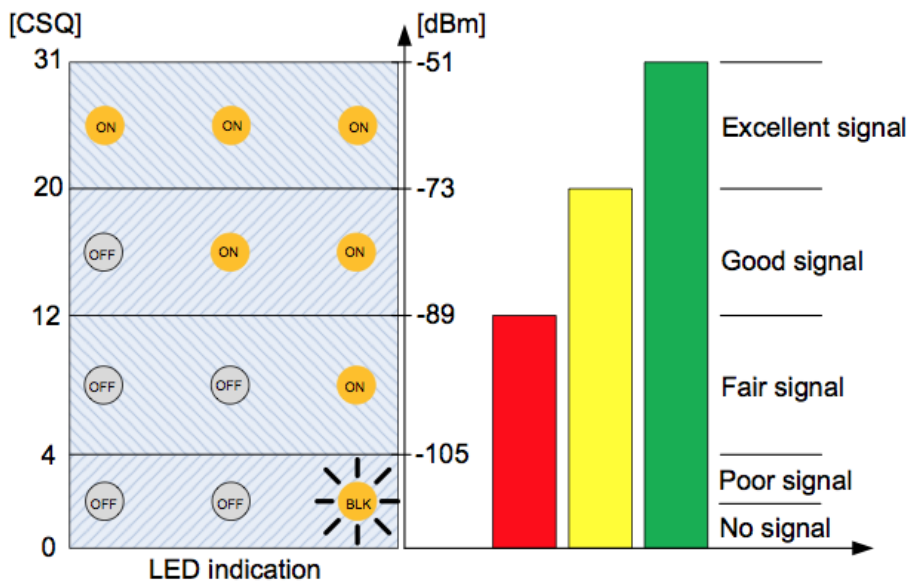 [CSQ] [dBm]
31 -51
ON ON ON Excellent signal
20 -73
OFF ON ON Good signal
12 -89
OFF OFF ON Fair signal
4 -105
Poor signal
OFF OFF BLK
No signal
0
LED indication